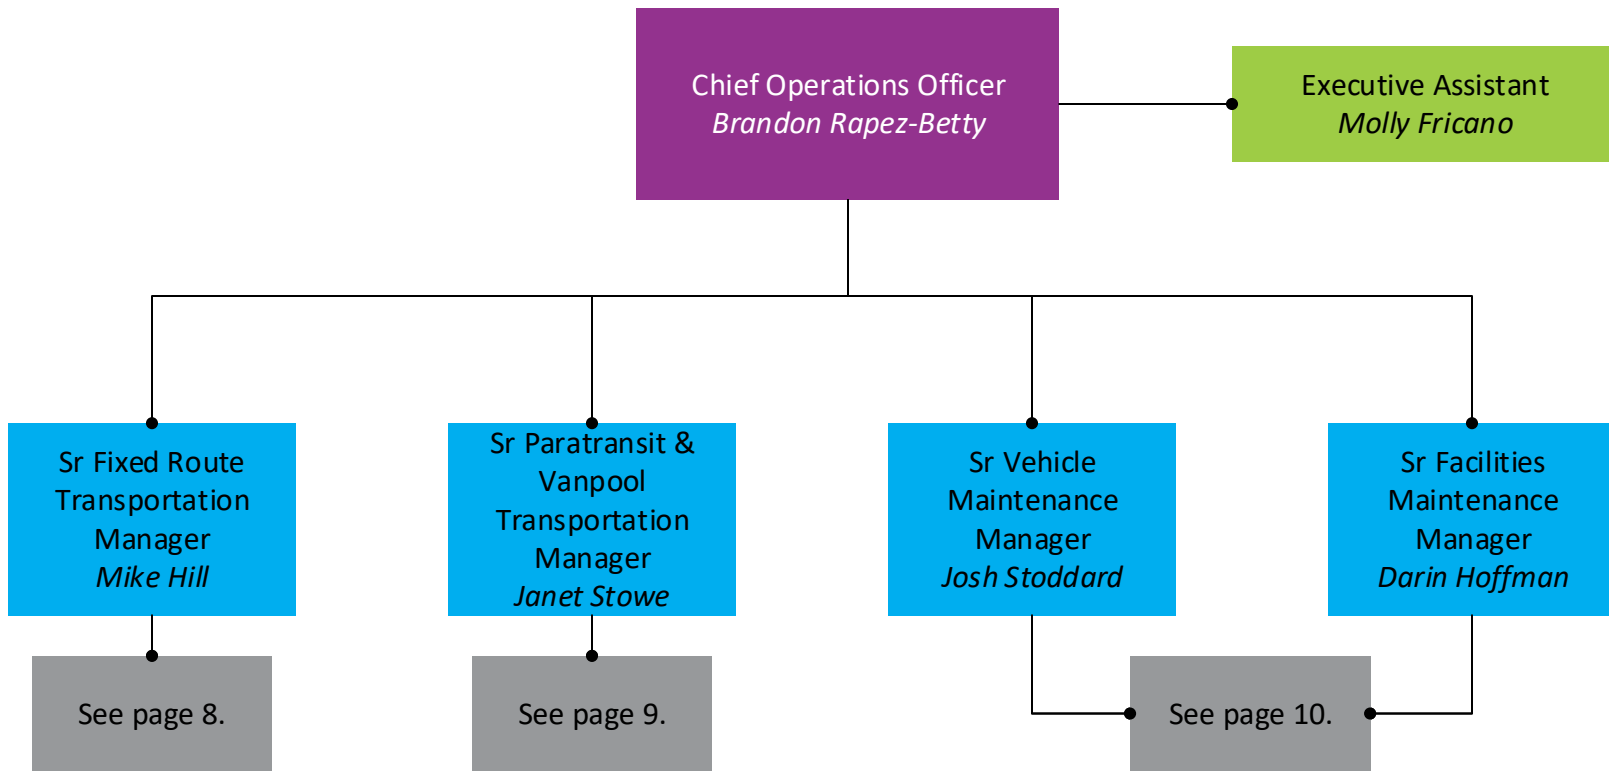 Chief Operations Officer
Brandon Rapez-Betty
Executive Assistant
Molly Fricano
Sr Fixed Route
Transportation
Manager
Mike Hill
Sr Paratransit &
Vanpool
Transportation
Manager
Janet Stowe
Sr Vehicle
Maintenance
Manager
Josh Stoddard
Sr Facilities
Maintenance
Manager
Darin Hoffman
See page 8.
See page 9.
See page 10.